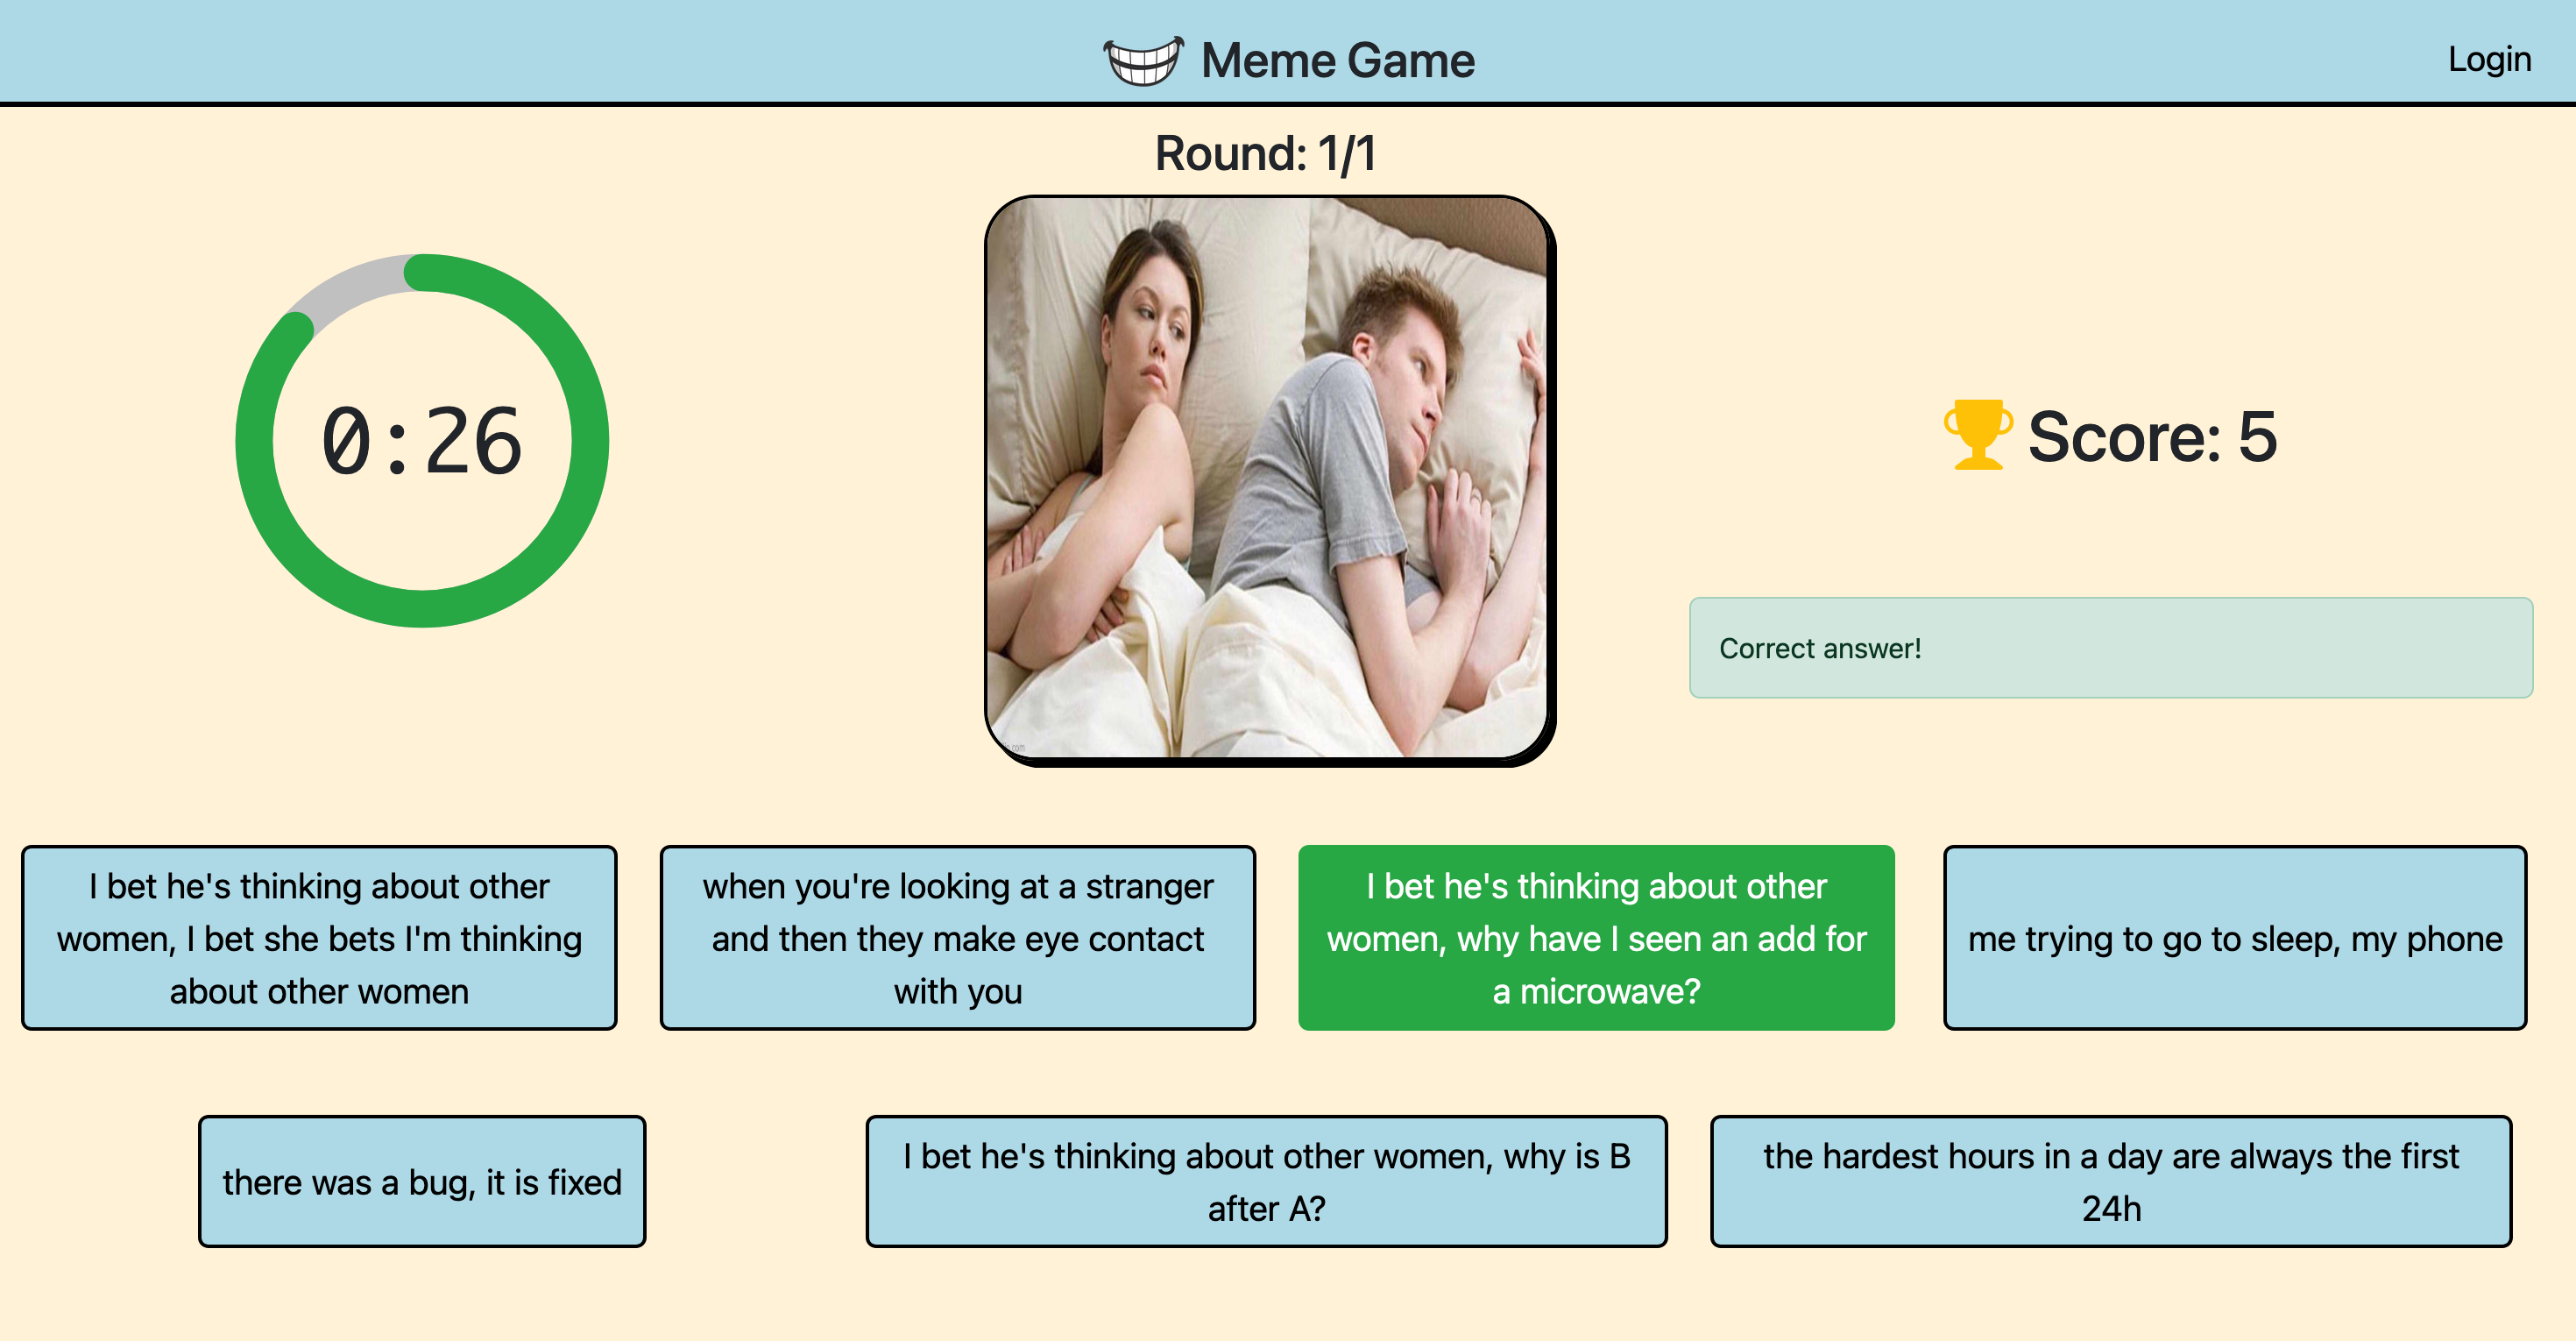 Meme Game
Login
Round: 1/1
0:26
Score: 5
Correct answer!
I bet he's thinking about other
women, I bet she bets I'm thinking
about other women
when you're looking at a stranger
and then they make eye contact
with you
I bet he's thinking about other
women, why have I seen an add for
a microwave?
me trying to go to sleep, my phone
there was a bug, it is fixed
I bet he's thinking about other women, why is B
after A?
the hardest hours in a day are always the first
24h